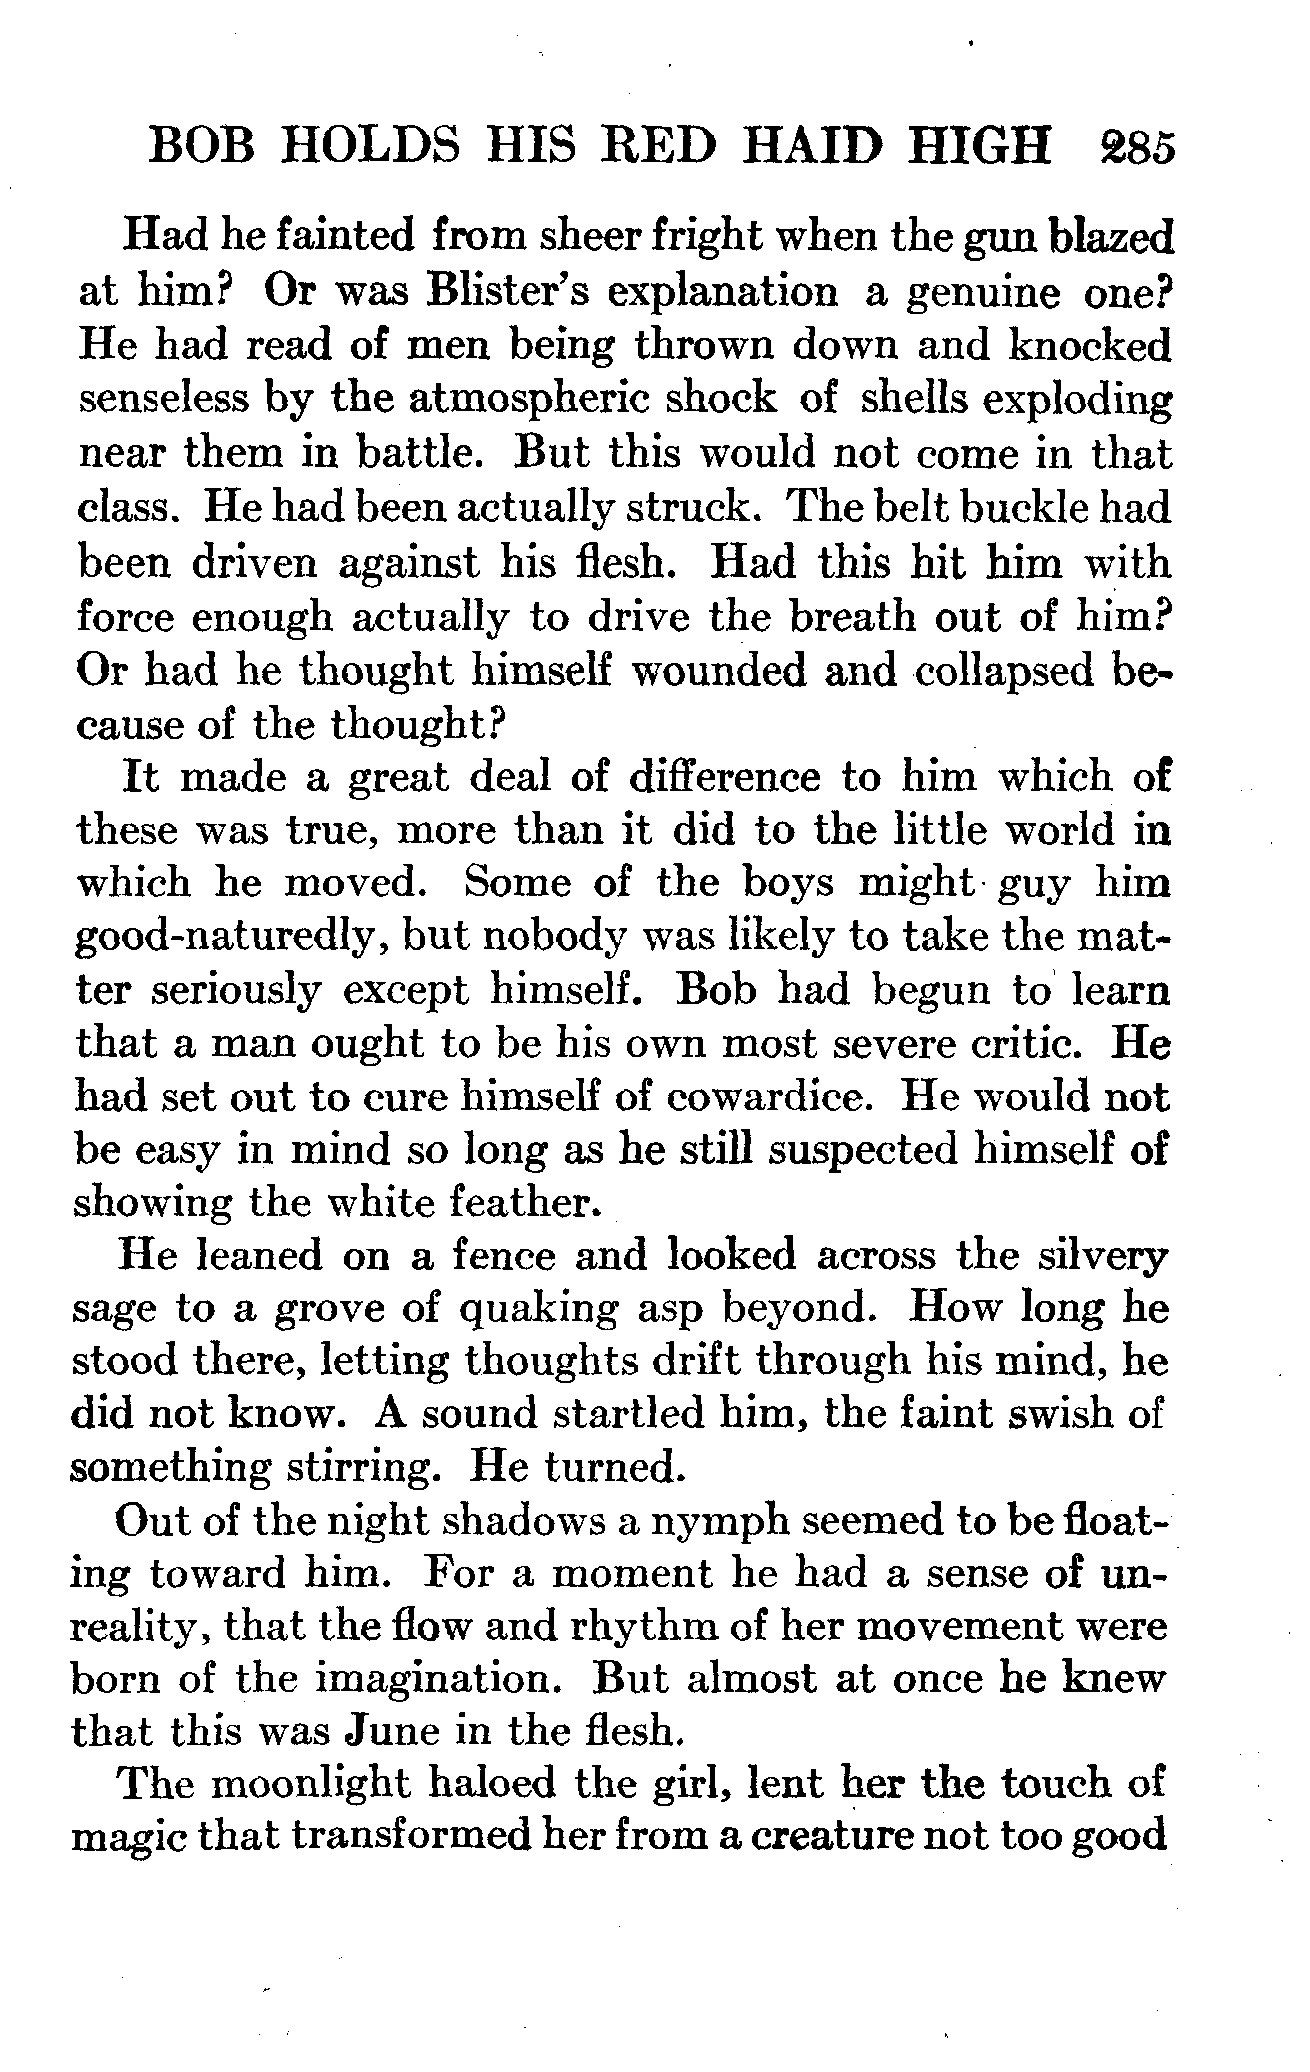 BOB HOLDS HIS RED HAID HIGH 285
Had he fainted from sheer fright when the gun blazed
at him? Or was Blister's explanation a genuine one?
He had read of men being thrown down and knocked
senseless by the atmospheric shock of shells exploding
near them in battle. But this would not come in that
class. He had been actually struck. The belt buckle had
been driven against his flesh. Had this hit him with
force enough actually to drive the breath out of him?
Or had he thought himself wounded and collapsed be-
cause of the thought?
It made a great deal of difference to him which of
these was true, more than it did to the little world in
which he moved. Some of the boys might guy him
good-naturedly, but nobody was likely to take the mat-
ter seriously except himself. Bob had begun to learn
that a man ought to be his own most severe critic. He
had set out to cure himself of cowardice. He would not
be easy in mind so long as he still suspected himself of
showing the white feather.
He leaned on a fence and looked across the silvery
sage to a grove of quaking asp beyond. How long he
stood there, letting thoughts drift through his mind, he
did not know. A sound startled him, the faint swish of
something stirring. He turned.
Out of the night shadows a nymph seemed to be float-
ing toward him. For a moment he had a sense of un-
reality, that the flow and rhythm of her movement were
born of the imagination. But almost at once he knew
that this was June in the flesh.
The moonlight haloed the girl, lent her the touch of
magic that transformed her from a creature not too good